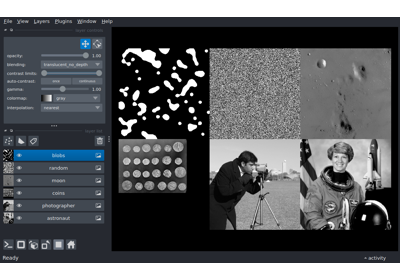 File View Layers Plugins Window Help
opacity: 1.00
blending: translucent_no_depth
contrast limits:
auto-contrast: once continuous
gamma: 1.00
colormap: gray
interpolation: nearest
blobs
random
moon
coins
photographer
astronaut
Ready activity